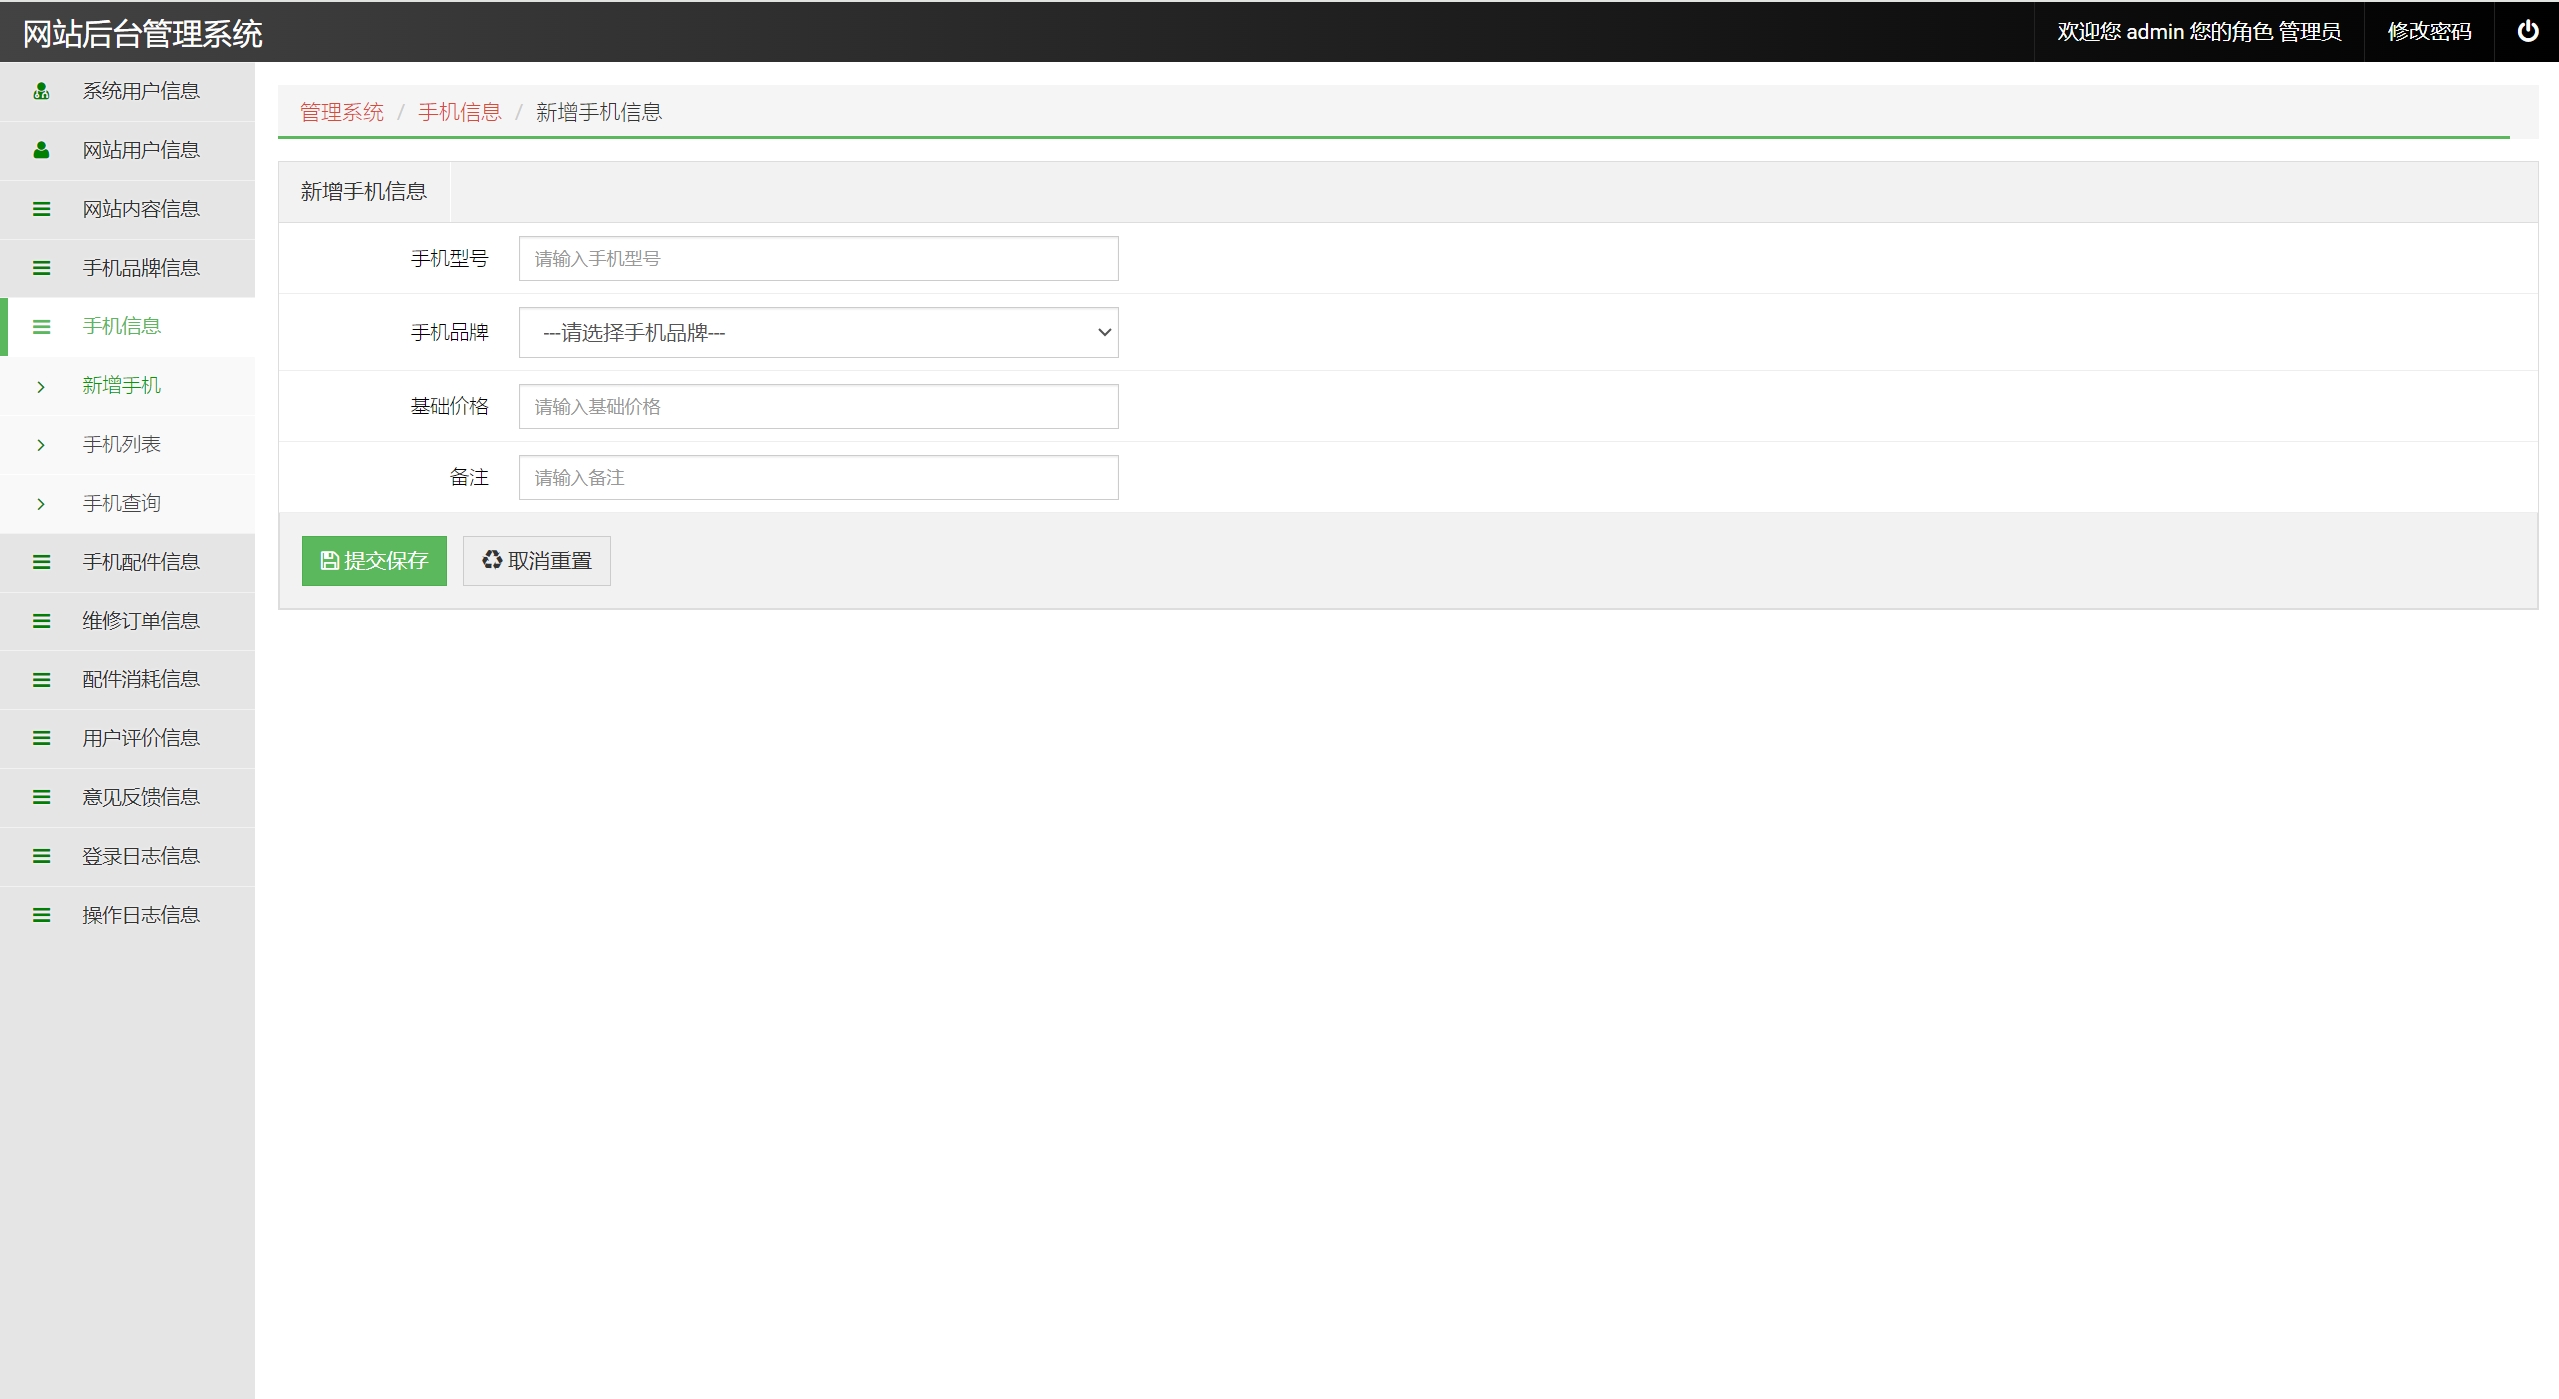 网站后台管理系统
欢迎您 admin 您的角色 管理员
修改密码
系统用户信息
网站用户信息
网站内容信息
手机品牌信息
手机信息
新增手机
手机列表
手机查询
手机配件信息
维修订单信息
配件消耗信息
用户评价信息
意见反馈信息
登录日志信息
操作日志信息
管理系统 / 手机信息 / 新增手机信息
新增手机信息
手机型号 请输入手机型号
手机品牌 ---请选择手机品牌---
基础价格 请输入基础价格
备注 请输入备注
提交保存 取消重置